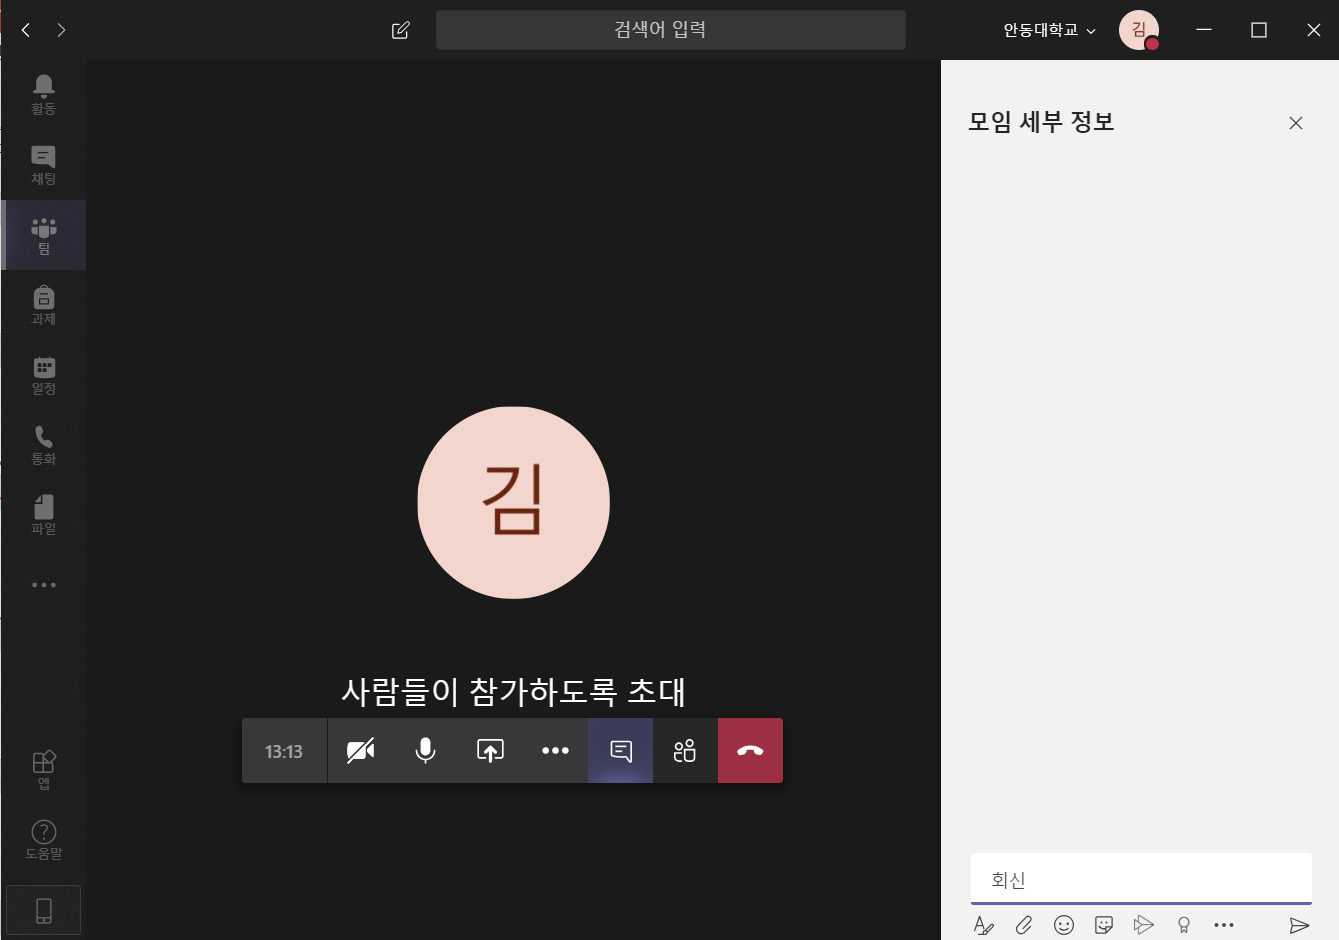 검색어 입력
안동대학교
김
활동
채팅
팀
과제
일정
통화
파일
앱
도움말
김
사람들이 참가하도록 초대
13:13
모임 세부 정보
회신